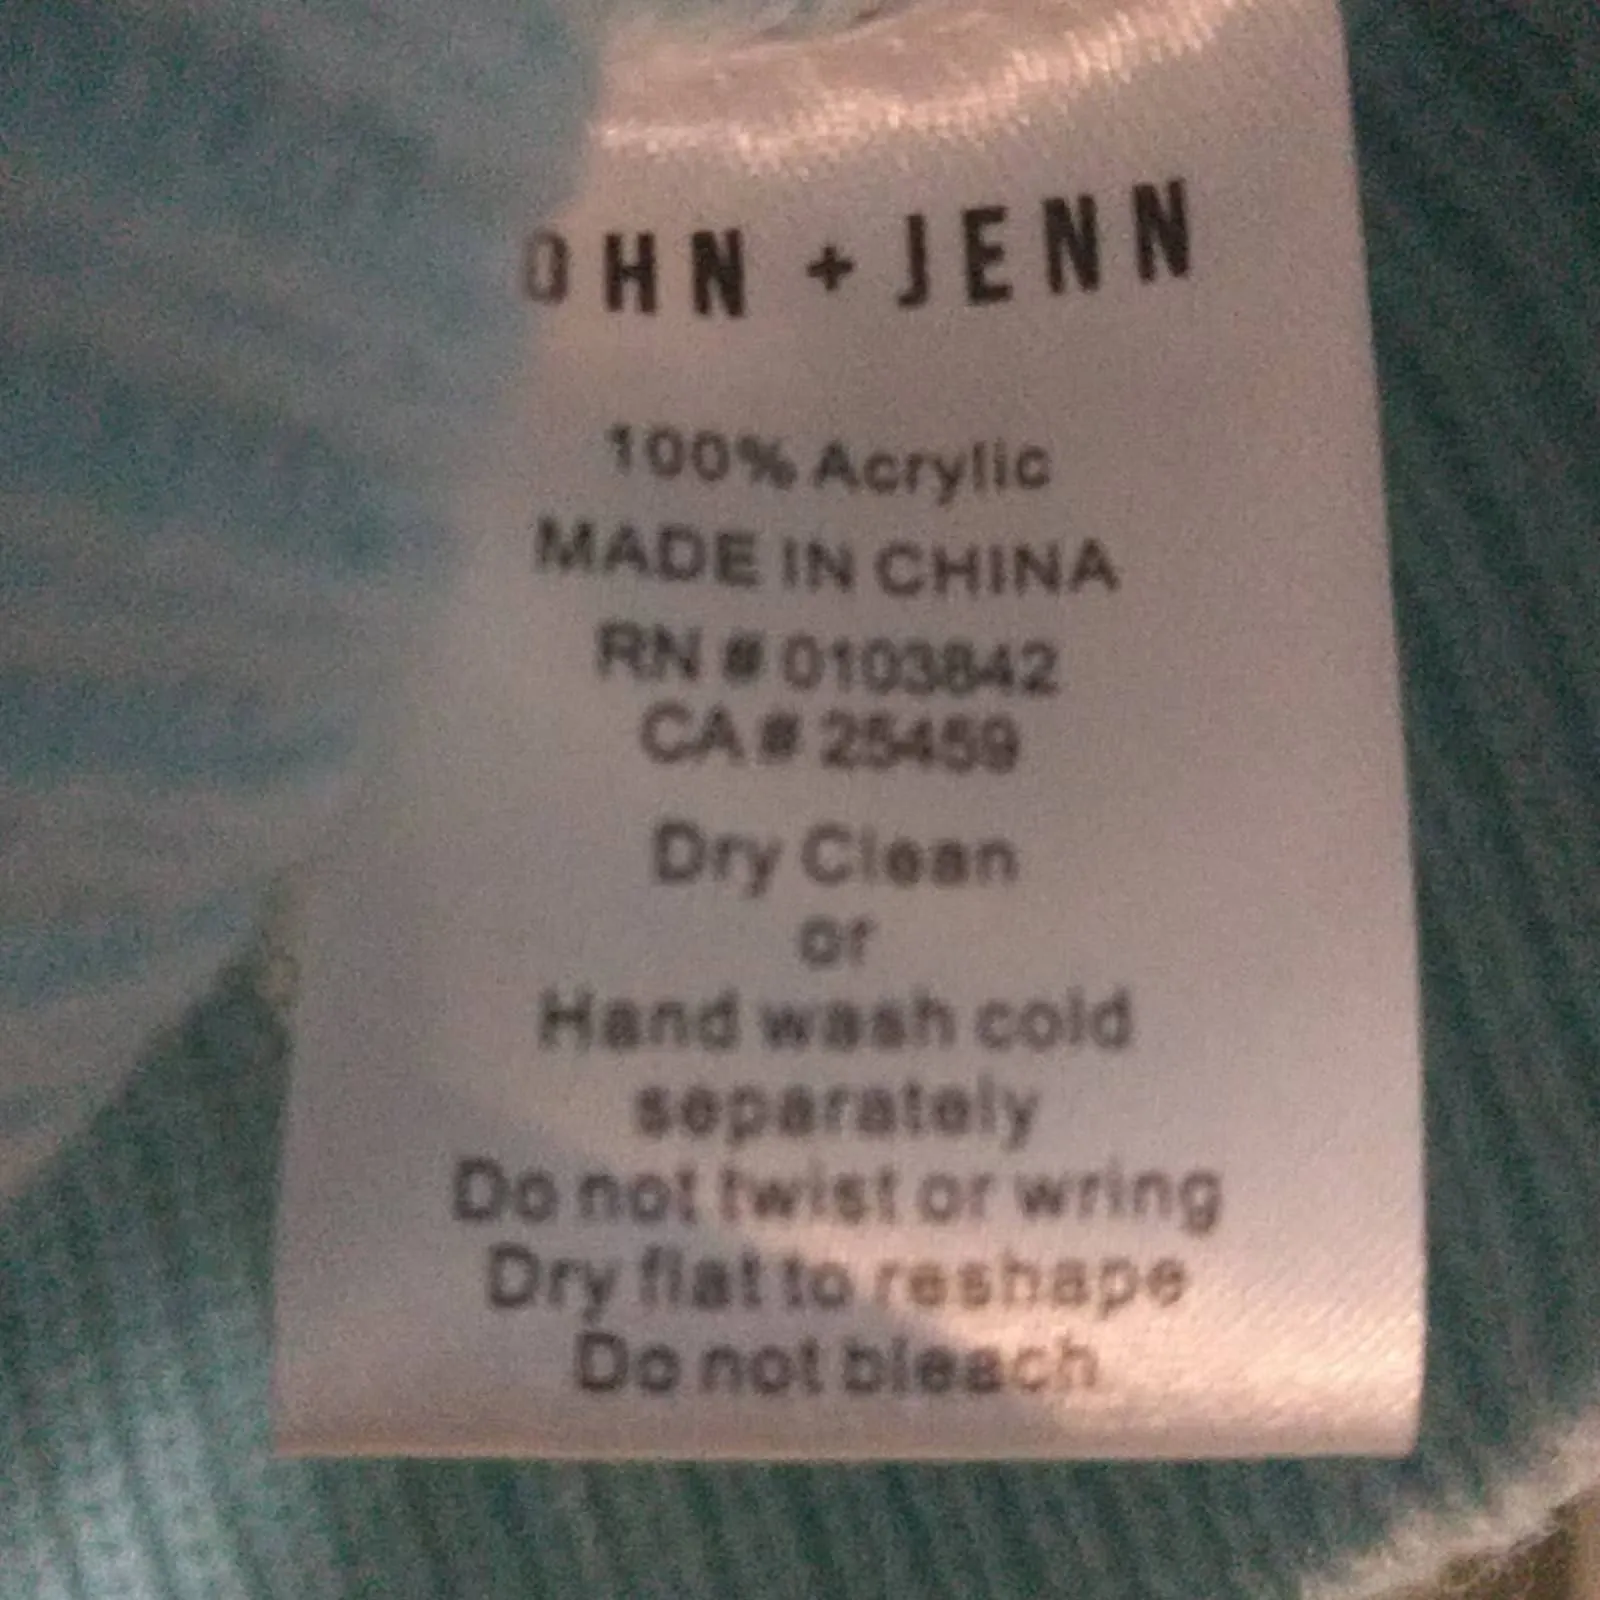 OHN + JENN
100% Acrylic
MADE IN CHINA
RN # 0103842
CA # 25459
Dry Clean
or
Hand wash cold
separately
Do not twist or wring
Dry flat to reshape
Do not bleach